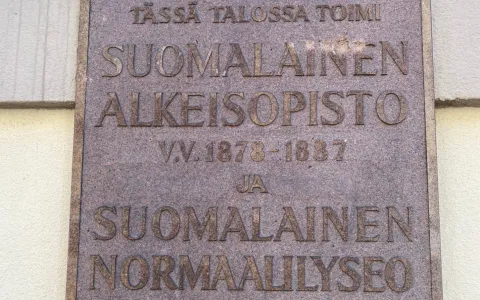 TÄSSÄ TALOSSA TOIMI
SUOMALAINEN
ALKEISOPISTO
V.V. 1878-1887
JA
SUOMALAINEN
NORMAALILYSEO